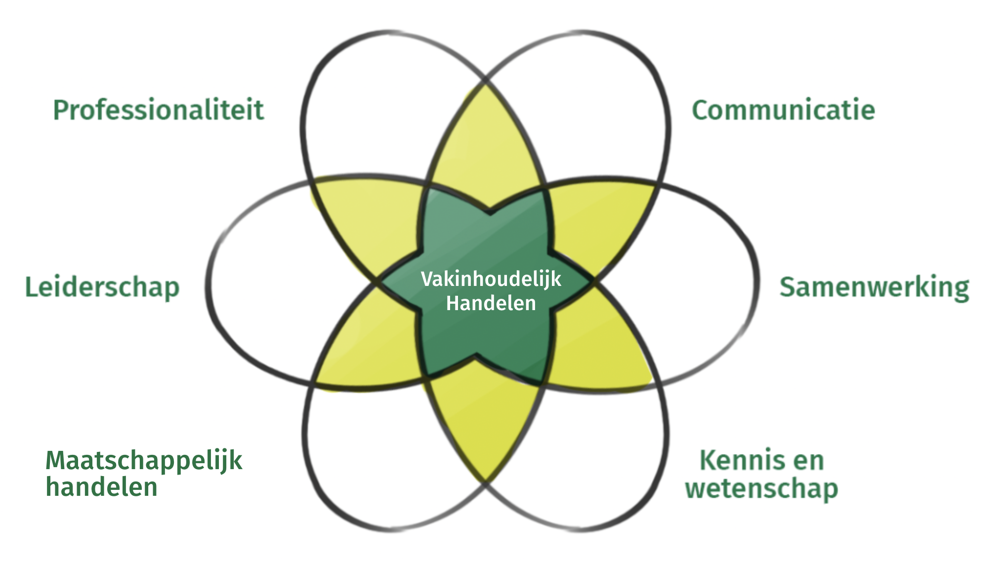 Professionaliteit
Communicatie
Leiderschap
Vakinhoudelijk
Handelen
Samenwerking
Maatschappelijk
handelen
Kennis en
wetenschap